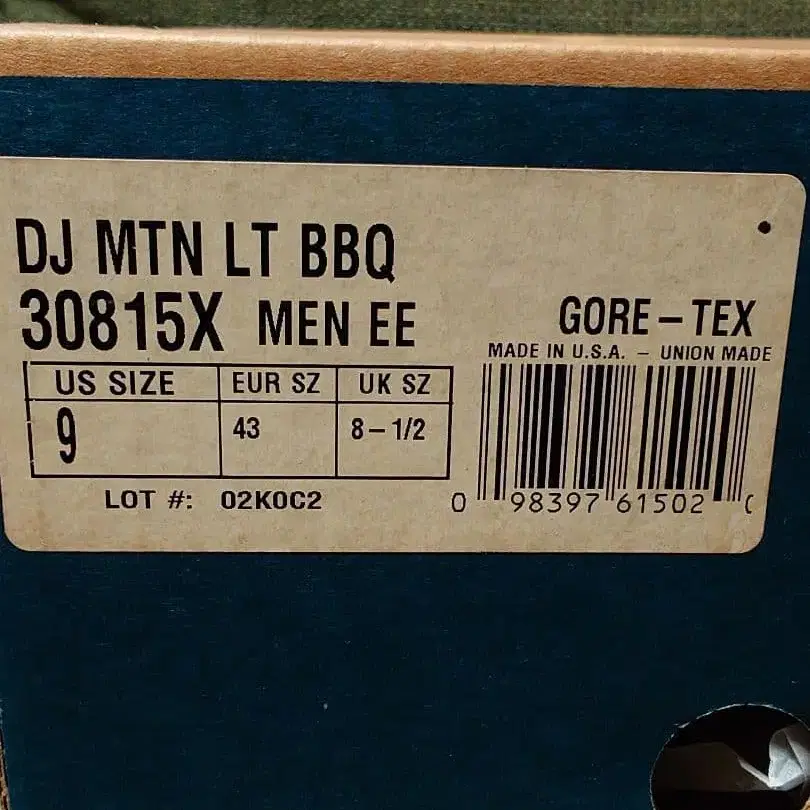 DJ MTN LT BBQ
30815X MEN EE
GORE-TEX
MADE IN U.S.A. - UNION MADE
US SIZE EUR SZ UK SZ
9 43 8-1/2
LOT #: 02K0C2
0 98397 61502